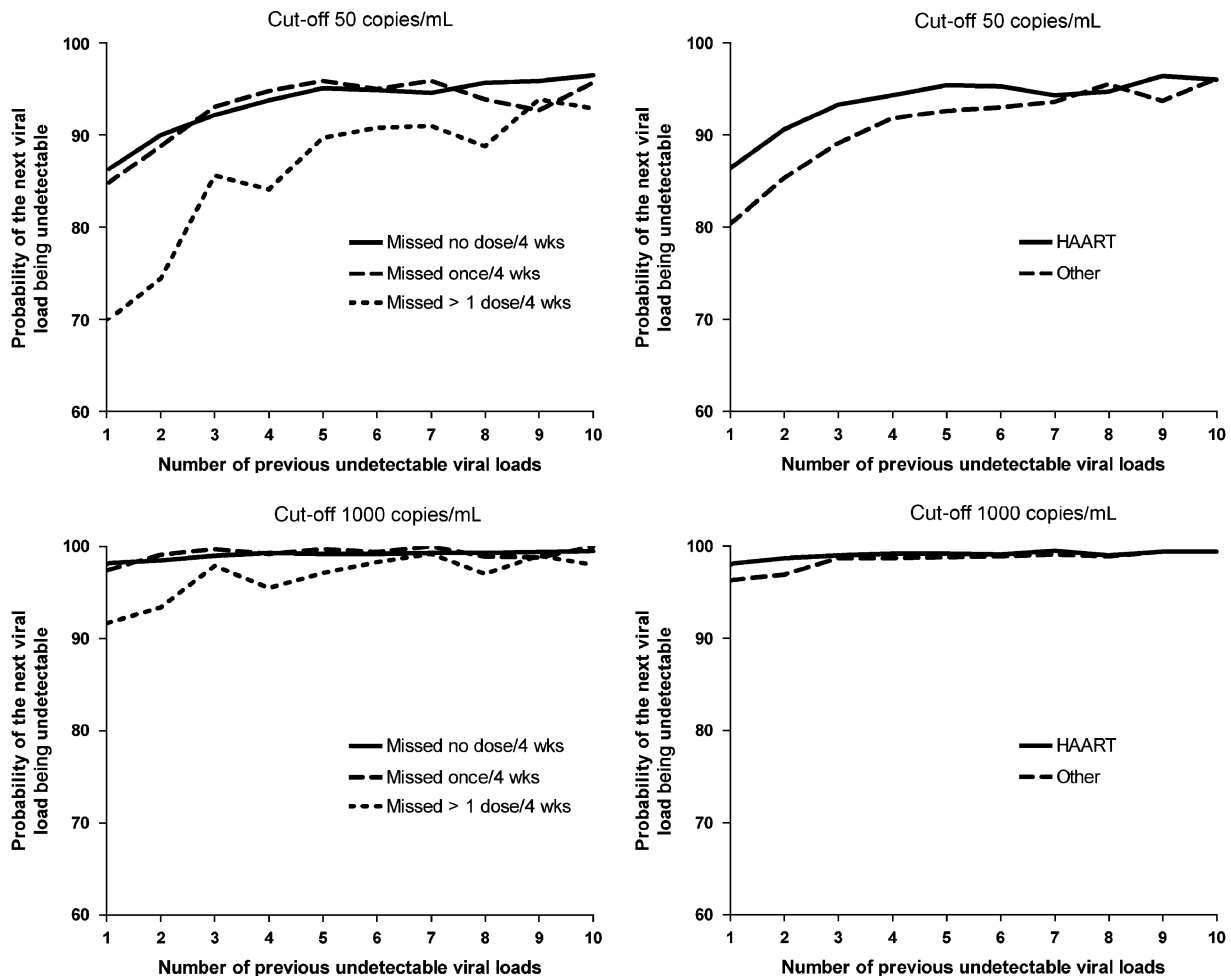 Cut-off 50 copies/mL
Probability of the next viral
load being undetectable
100
90
80
70
60
Missed no dose/4 wks
Missed once/4 wks
Missed > 1 dose/4 wks
1 2 3 4 5 6 7 8 9 10
Number of previous undetectable viral loads
Cut-off 50 copies/mL
Probability of the next viral
load being undetectable
100
90
80
70
60
HAART
Other
1 2 3 4 5 6 7 8 9 10
Number of previous undetectable viral loads
Cut-off 1000 copies/mL
Probability of the next viral
load being undetectable
100
90
80
70
60
Missed no dose/4 wks
Missed once/4 wks
Missed > 1 dose/4 wks
1 2 3 4 5 6 7 8 9 10
Number of previous undetectable viral loads
Cut-off 1000 copies/mL
Probability of the next viral
load being undetectable
100
90
80
70
60
HAART
Other
1 2 3 4 5 6 7 8 9 10
Number of previous undetectable viral loads